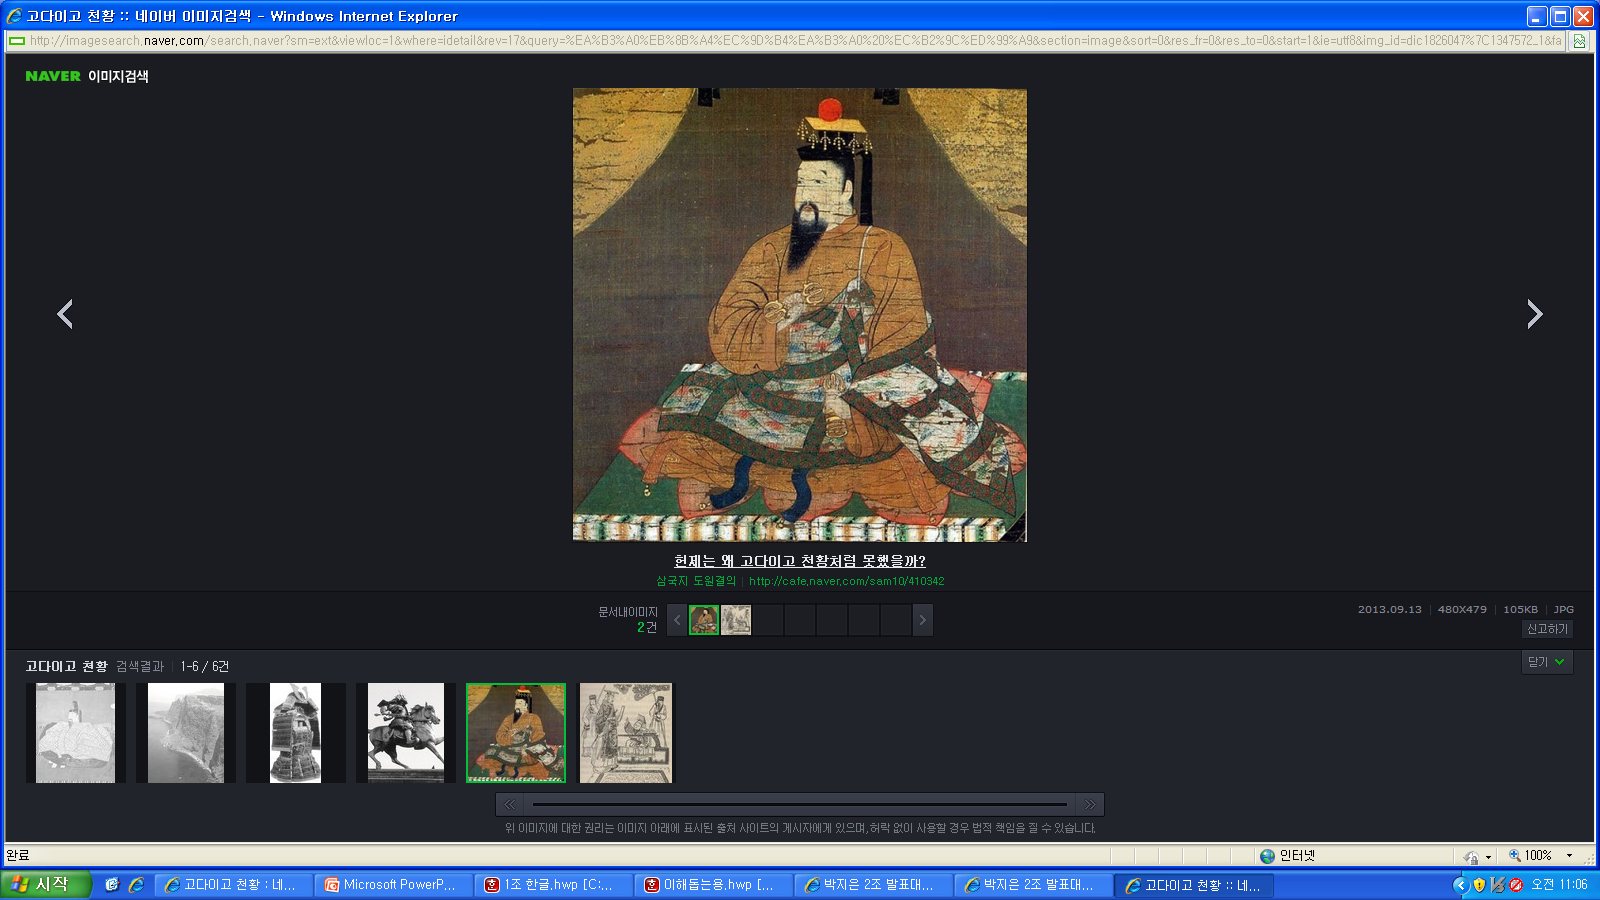 고다이고 천황 :: 네이버 이미지검색 - Windows Internet Explorer
http://imagesearch.naver.com/search.naver?sm=ext&viewloc=1&where=idetail&rev=17&query=%EA%B3%A0%EB%8B%A4%EC%9D%B4%EA%B3%A0%20%EC%B2%9C%ED%99%A9&section=image&sort=0&res_fr=0&res_to=0&start=1&ie=utf8&img_id=dic1826047%7C1347572_1&fa
NAVER 이미지검색
헌제는 왜 고다이고 천황처럼 못했을까?
삼국지 도원결의 | http://cafe.naver.com/sam10/410342
문서내이미지
2건
2013.09.13 | 480X479 | 105KB | JPG
신고하기
고다이고 천황 검색결과 | 1-6 / 6건
닫기
위 이미지에 대한 권리는 이미지 아래에 표시된 출처 사이트의 게시자에게 있으며, 허락 없이 사용할 경우 법적 책임을 질 수 있습니다.
완료
인터넷
100%
시작
고다이고 천황 : 네...
Microsoft PowerP...
1조 한글.hwp [C:...
이해돕는용.hwp [...
박지은 2조 발표대...
박지은 2조 발표대...
고다이고 천황 :: 네...
오전 11:06